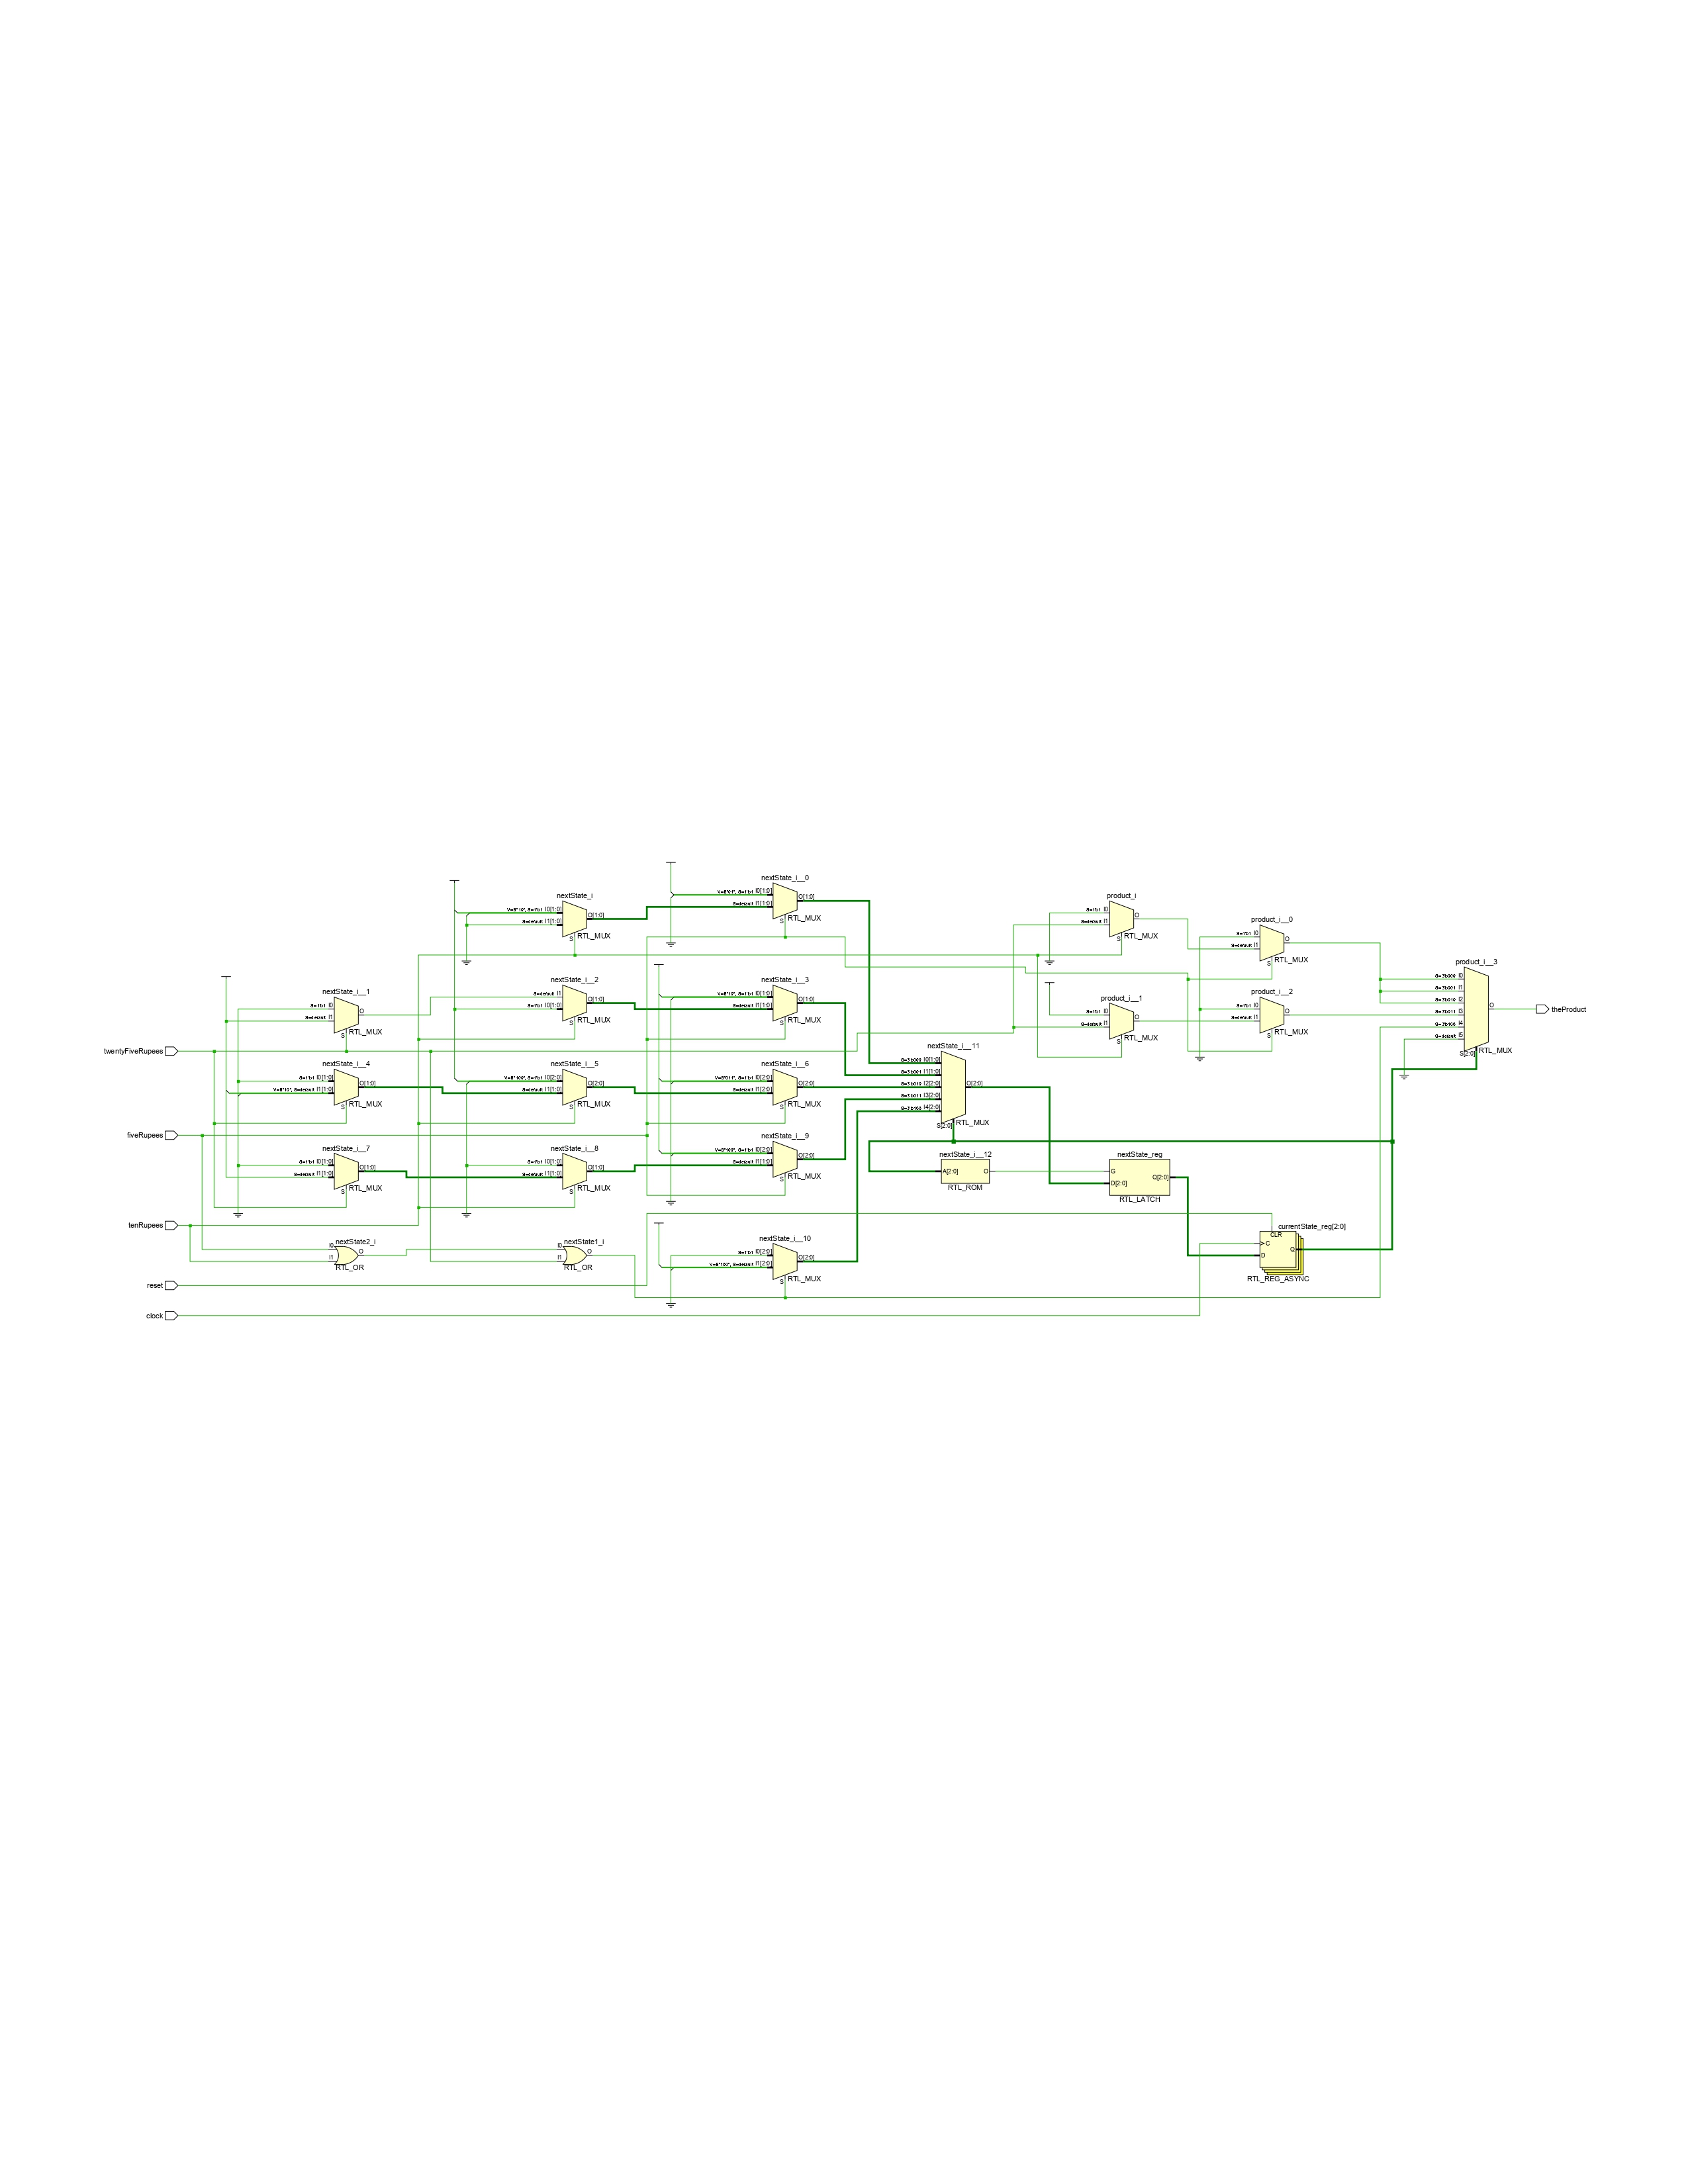 nextState_i
V=B"10", S=1'b1 I0[1:0]
S=default I1[1:0]
O[1:0]
S
RTL_MUX
nextState_i__0
V=B"01", S=1'b1 I0[1:0]
S=default I1[1:0]
O[1:0]
S
RTL_MUX
product_i
S=1'b1 I0
S=default I1
O
S
RTL_MUX
product_i__0
S=1'b1 I0
S=default I1
O
S
RTL_MUX
product_i__3
S=3'b000 I0
S=3'b001 I1
S=3'b010 I2
S=3'b011 I3
S=3'b100 I4
S=default I5
O
S[2:0]
RTL_MUX
theProduct
nextState_i__1
S=1'b1 I0
S=default I1
O
S
RTL_MUX
nextState_i__2
S=default I1
S=1'b1 I0[1:0]
O[1:0]
S
RTL_MUX
nextState_i__3
V=B"10", S=1'b1 I0[1:0]
S=default I1[1:0]
O[1:0]
S
RTL_MUX
product_i__1
S=1'b1 I0
S=default I1
O
S
RTL_MUX
product_i__2
S=1'b1 I0
S=default I1
O
S
RTL_MUX
twentyFiveRupees
nextState_i__4
S=1'b1 I0[1:0]
V=B"10", S=default I1[1:0]
O[1:0]
S
RTL_MUX
nextState_i__5
V=B"100", S=1'b1 I0[2:0]
S=default I1[1:0]
O[2:0]
S
RTL_MUX
nextState_i__6
V=B"011", S=1'b1 I0[2:0]
S=default I1[2:0]
O[2:0]
S
RTL_MUX
nextState_i__11
S=3'b000 I0[1:0]
S=3'b001 I1[1:0]
S=3'b010 I2[2:0]
S=3'b011 I3[2:0]
S=3'b100 I4[2:0]
O[2:0]
S[2:0]
RTL_MUX
fiveRupees
nextState_i__7
S=1'b1 I0[1:0]
S=default I1[1:0]
O[1:0]
S
RTL_MUX
nextState_i__8
S=1'b1 I0[1:0]
S=default I1[1:0]
O[1:0]
S
RTL_MUX
nextState_i__9
V=B"100", S=1'b1 I0[2:0]
S=default I1[1:0]
O[2:0]
S
RTL_MUX
nextState_i__12
A[2:0]
O
RTL_ROM
nextState_reg
G
D[2:0]
Q[2:0]
RTL_LATCH
tenRupees
nextState2_i
I0
I1
O
RTL_OR
nextState1_i
I0
I1
O
RTL_OR
nextState_i__10
S=1'b1 I0[2:0]
V=B"100", S=default I1[2:0]
O[2:0]
S
RTL_MUX
currentState_reg[2:0]
CLR
C
D
Q
RTL_REG_ASYNC
reset
clock